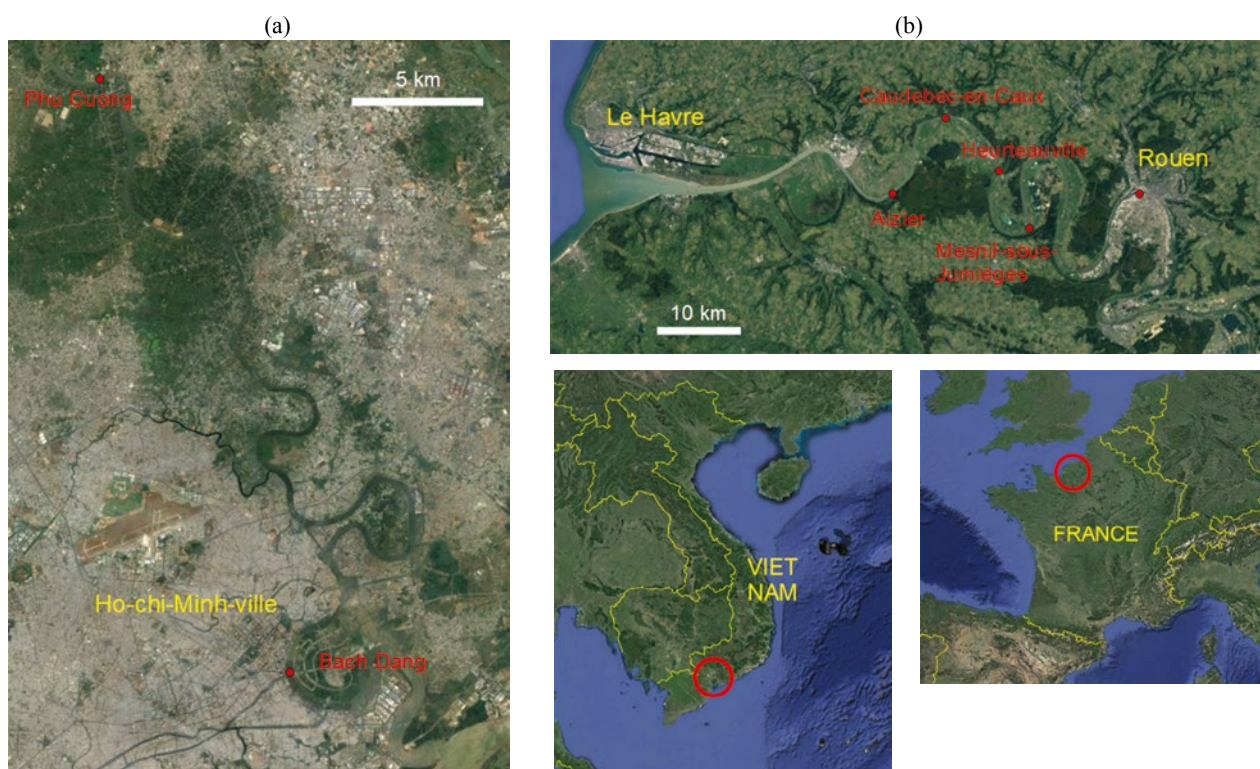 (a)
(b)
5 km
Phu Cuong
Ho-chi-Minh-ville
Bach Dang
Caudebec-en-Caux
Le Havre
Heurteauville
Rouen
Aizier
Mesnil-sous-
Jumièges
10 km
VIET
NAM
FRANCE